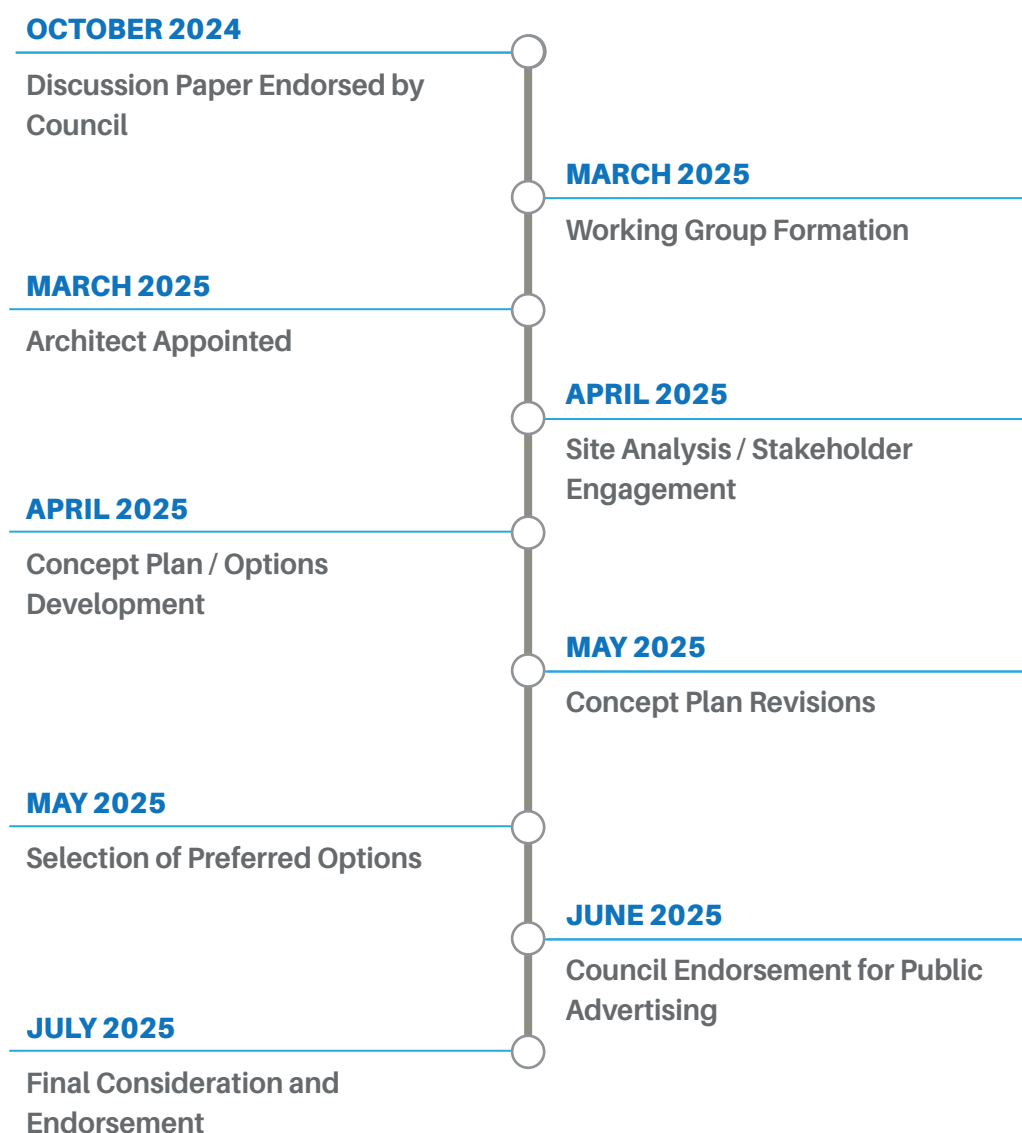 OCTOBER 2024
Discussion Paper Endorsed by
Council
MARCH 2025
Working Group Formation
MARCH 2025
Architect Appointed
APRIL 2025
Site Analysis / Stakeholder
Engagement
APRIL 2025
Concept Plan / Options
Development
MAY 2025
Concept Plan Revisions
MAY 2025
Selection of Preferred Options
JUNE 2025
Council Endorsement for Public
Advertising
JULY 2025
Final Consideration and
Endorsement